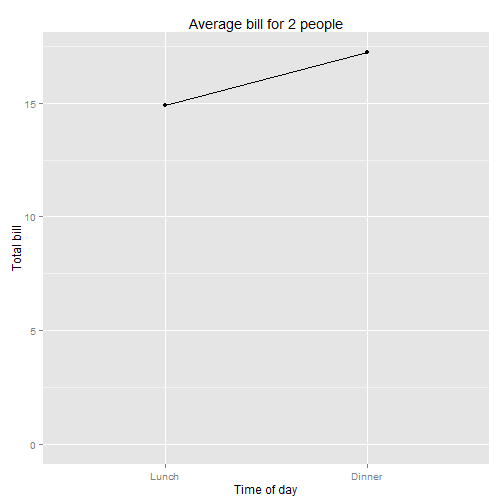 Average bill for 2 people
Total bill
15
10
5
0
Lunch Dinner
Time of day